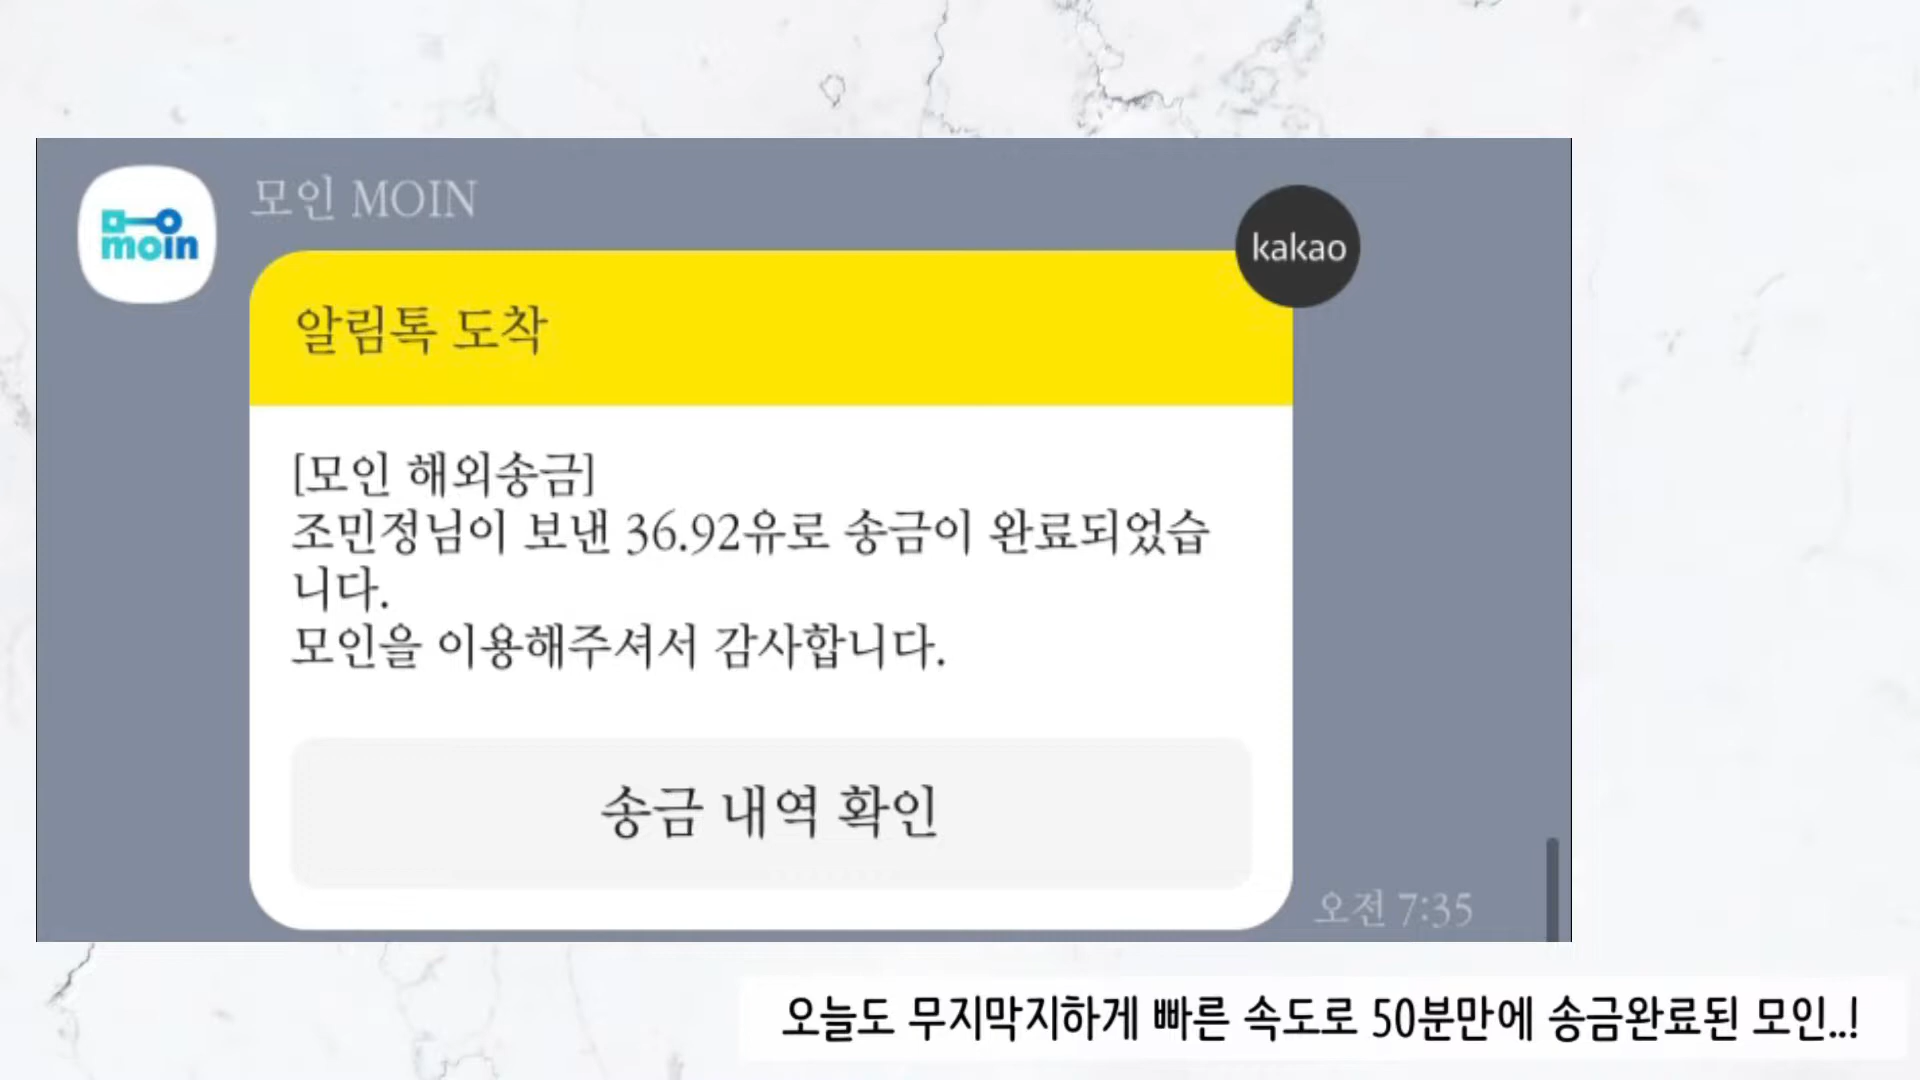 moin
모인 MOIN
kakao
알림톡 도착
[모인 해외송금]
조민정님이 보낸 36.92유로 송금이 완료되었습
니다.
모인을 이용해주셔서 감사합니다.
송금 내역 확인
오전 7:35
오늘도 무지막지하게 빠른 속도로 50분만에 송금완료된 모인..!